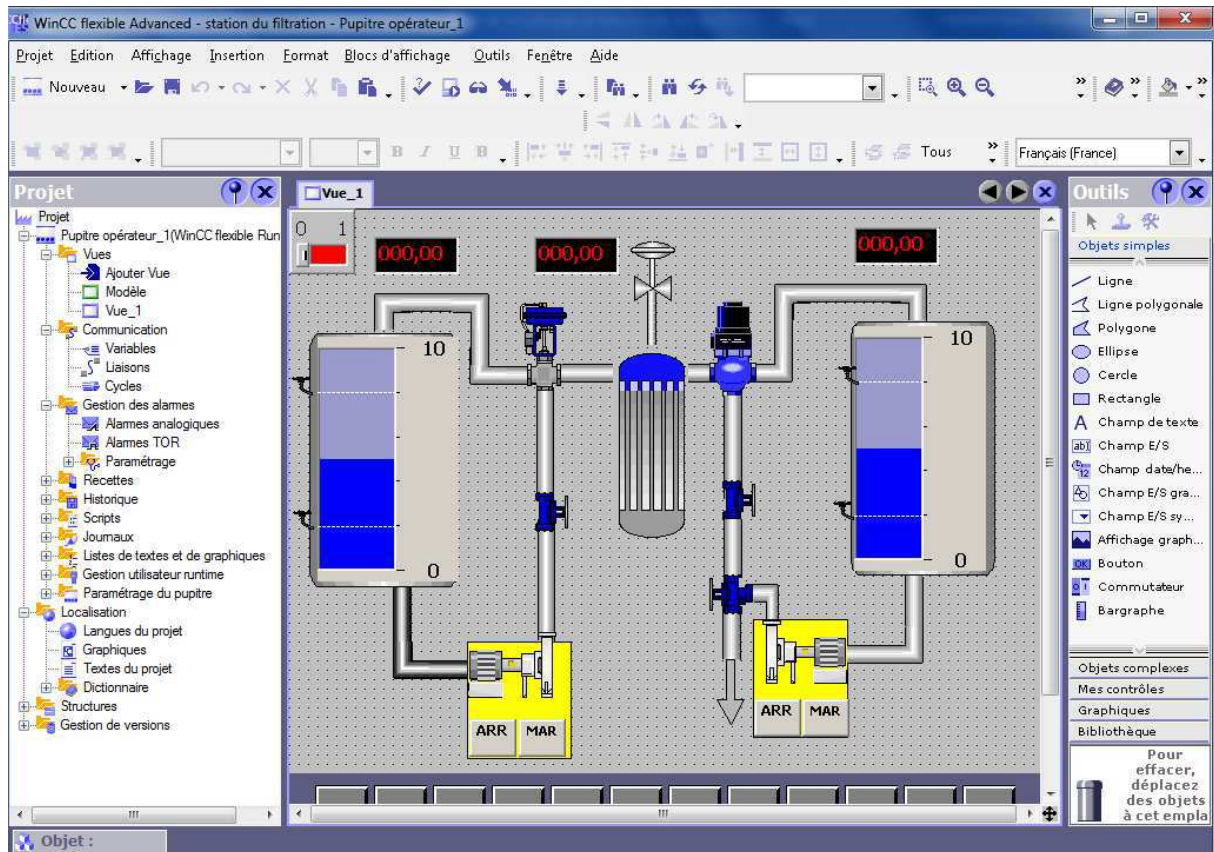 WinCC flexible Advanced - station du filtration - Pupitre opérateur_1
Projet Edition Affichage Insertion Format Blocs d'affichage Outils Fenêtre Aide
Nouveau
B I U B Tous Français (France)
Projet
Projet
Pupitre opérateur_1(WinCC flexible Run
Vues
Ajouter Vue
Modèle
Vue_1
Communication
Variables
Liaisons
Cycles
Gestion des alarmes
Alarmes analogiques
Alarmes TOR
Paramétrage
Recettes
Historique
Scripts
Journaux
Listes de textes et de graphiques
Gestion utilisateur runtime
Paramétrage du pupitre
Localisation
Langues du projet
Graphiques
Textes du projet
Dictionnaire
Structures
Gestion de versions
Vue_1
0 1
000,00 000,00 000,00
10
0
10
0
ARR MAR
ARR MAR
Outils
Objets simples
Ligne
Ligne polygonale
Polygone
Ellipse
Cercle
Rectangle
A Champ de texte
Champ E/S
Champ date/he...
Champ E/S gra...
Champ E/S sy...
Affichage graph...
OK Bouton
Commutateur
Bargraphe
Objets complexes
Mes contrôles
Graphiques
Bibliothèque
Pour
effacer,
déplacez
des objets
à cet empla
Objet :